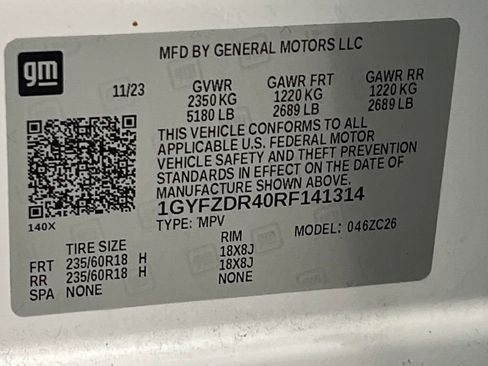 gm
MFD BY GENERAL MOTORS LLC
11/23 GVWR GAWR FRT GAWR RR
2350 KG 1220 KG 1220 KG
5180 LB 2689 LB 2689 LB
THIS VEHICLE CONFORMS TO ALL
APPLICABLE U.S. FEDERAL MOTOR
VEHICLE SAFETY AND THEFT PREVENTION
STANDARDS IN EFFECT ON THE DATE OF
MANUFACTURE SHOWN ABOVE.
1GYFZDR40RF141314
140X
TYPE: MPV MODEL: 046ZC26
TIRE SIZE RIM
FRT 235/60R18 H 18X8J
RR 235/60R18 H 18X8J
SPA NONE NONE